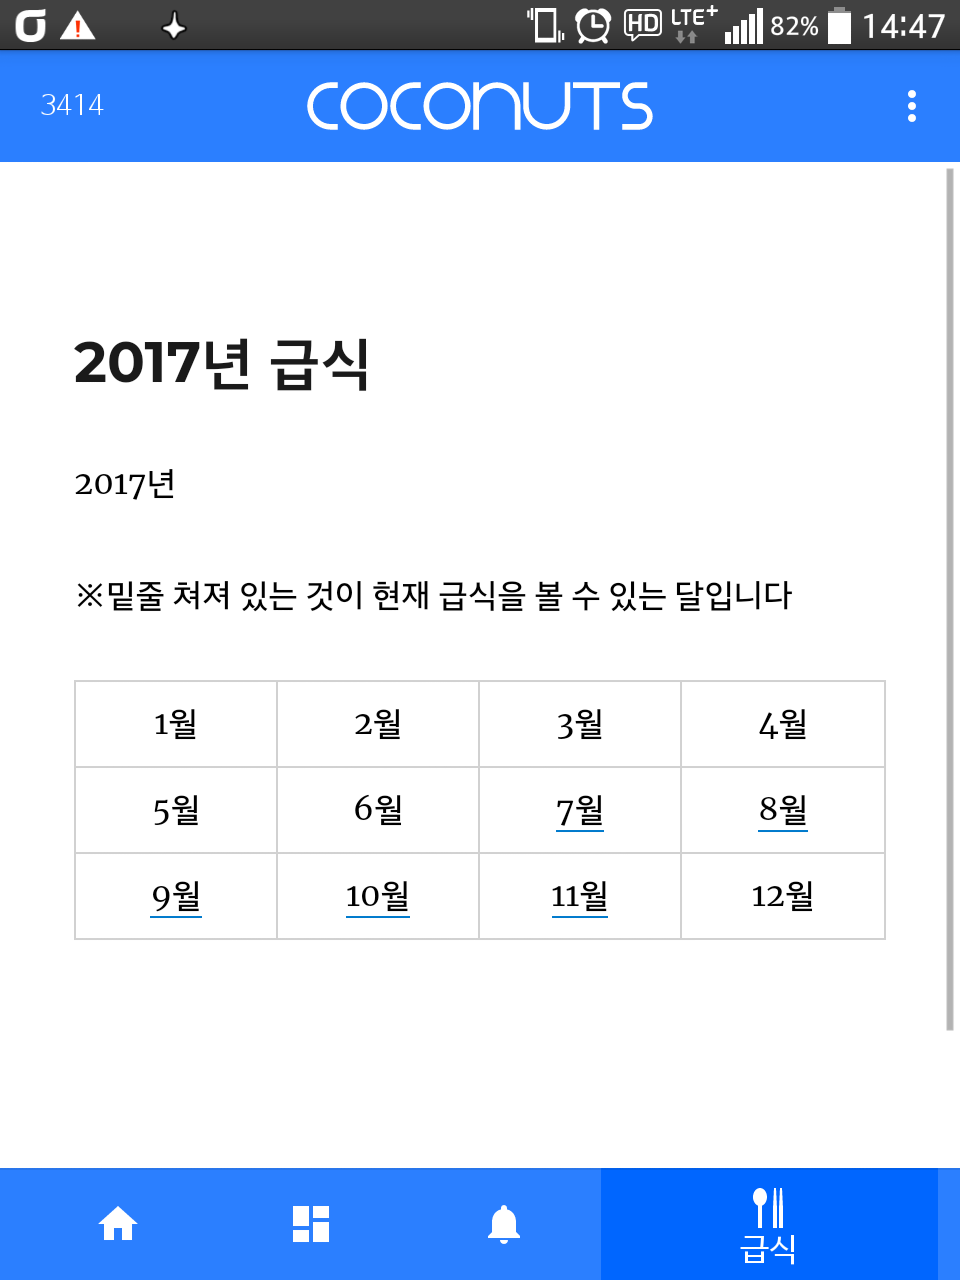 HD LTE+ 82% 14:47
3414 COCONUTS
2017년 급식
2017년
※밑줄 쳐져 있는 것이 현재 급식을 볼 수 있는 달입니다
1월 2월 3월 4월
5월 6월 7월 8월
9월 10월 11월 12월
급식